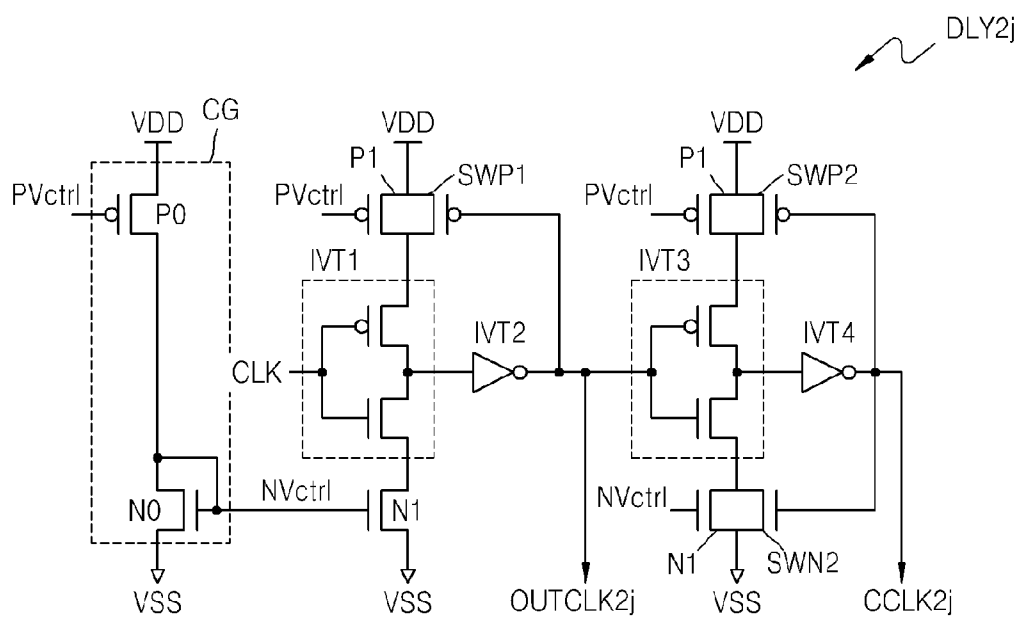 DLY2j
CG
VDD
VDD
VDD
P1
SWP1
P1
SWP2
PVctrl
P0
PVctrl
PVctrl
IVT1
IVT3
IVT2
IVT4
CLK
N0
NVctrl
N1
NVctrl
N1
SWN2
VSS
VSS
OUTCLK2j
VSS
CCLK2j